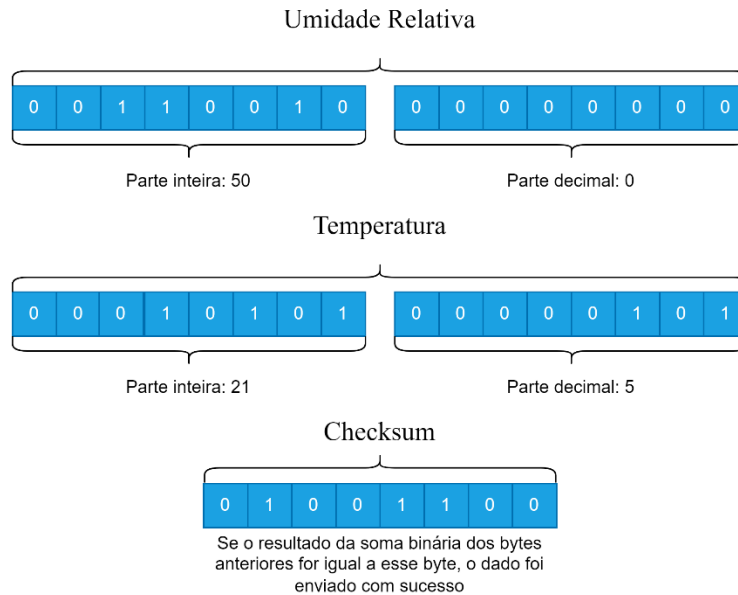 Umidade Relativa
0 0 1 1 0 0 1 0 0 0 0 0 0 0 0 0
Parte inteira: 50 Parte decimal: 0
Temperatura
0 0 0 1 0 1 0 1 0 0 0 0 0 1 0 1
Parte inteira: 21 Parte decimal: 5
Checksum
0 1 0 0 1 1 0 0
Se o resultado da soma binária dos bytes
anteriores for igual a esse byte, o dado foi
enviado com sucesso